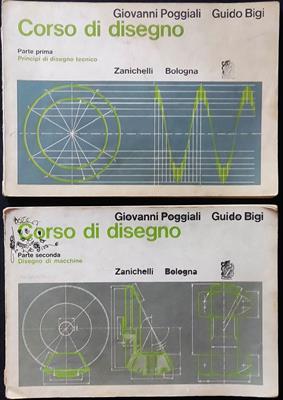 Giovanni Poggiali Guido Bigi
Corso di disegno
Parte prima
Principi di disegno tecnico
Zanichelli Bologna
Giovanni Poggiali Guido Bigi
Corso di disegno
Parte seconda
Disegno di macchine
Zanichelli Bologna